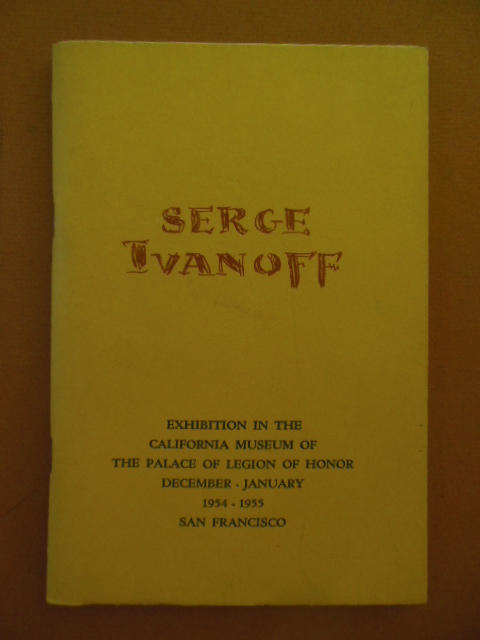 SERGE
IVANOFF
EXHIBITION IN THE
CALIFORNIA MUSEUM OF
THE PALACE OF LEGION OF HONOR
DECEMBER - JANUARY
1954 - 1955
SAN FRANCISCO